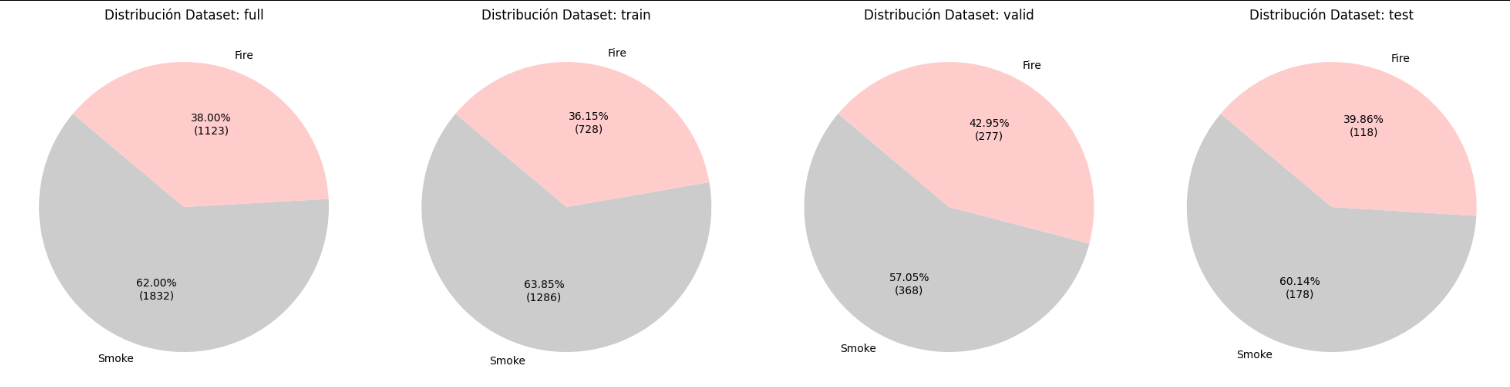 Distribución Dataset: full
Fire
38.00%
(1123)
62.00%
(1832)
Smoke
Distribución Dataset: train
Fire
36.15%
(728)
63.85%
(1286)
Smoke
Distribución Dataset: valid
Fire
42.95%
(277)
57.05%
(368)
Smoke
Distribución Dataset: test
Fire
39.86%
(118)
60.14%
(178)
Smoke